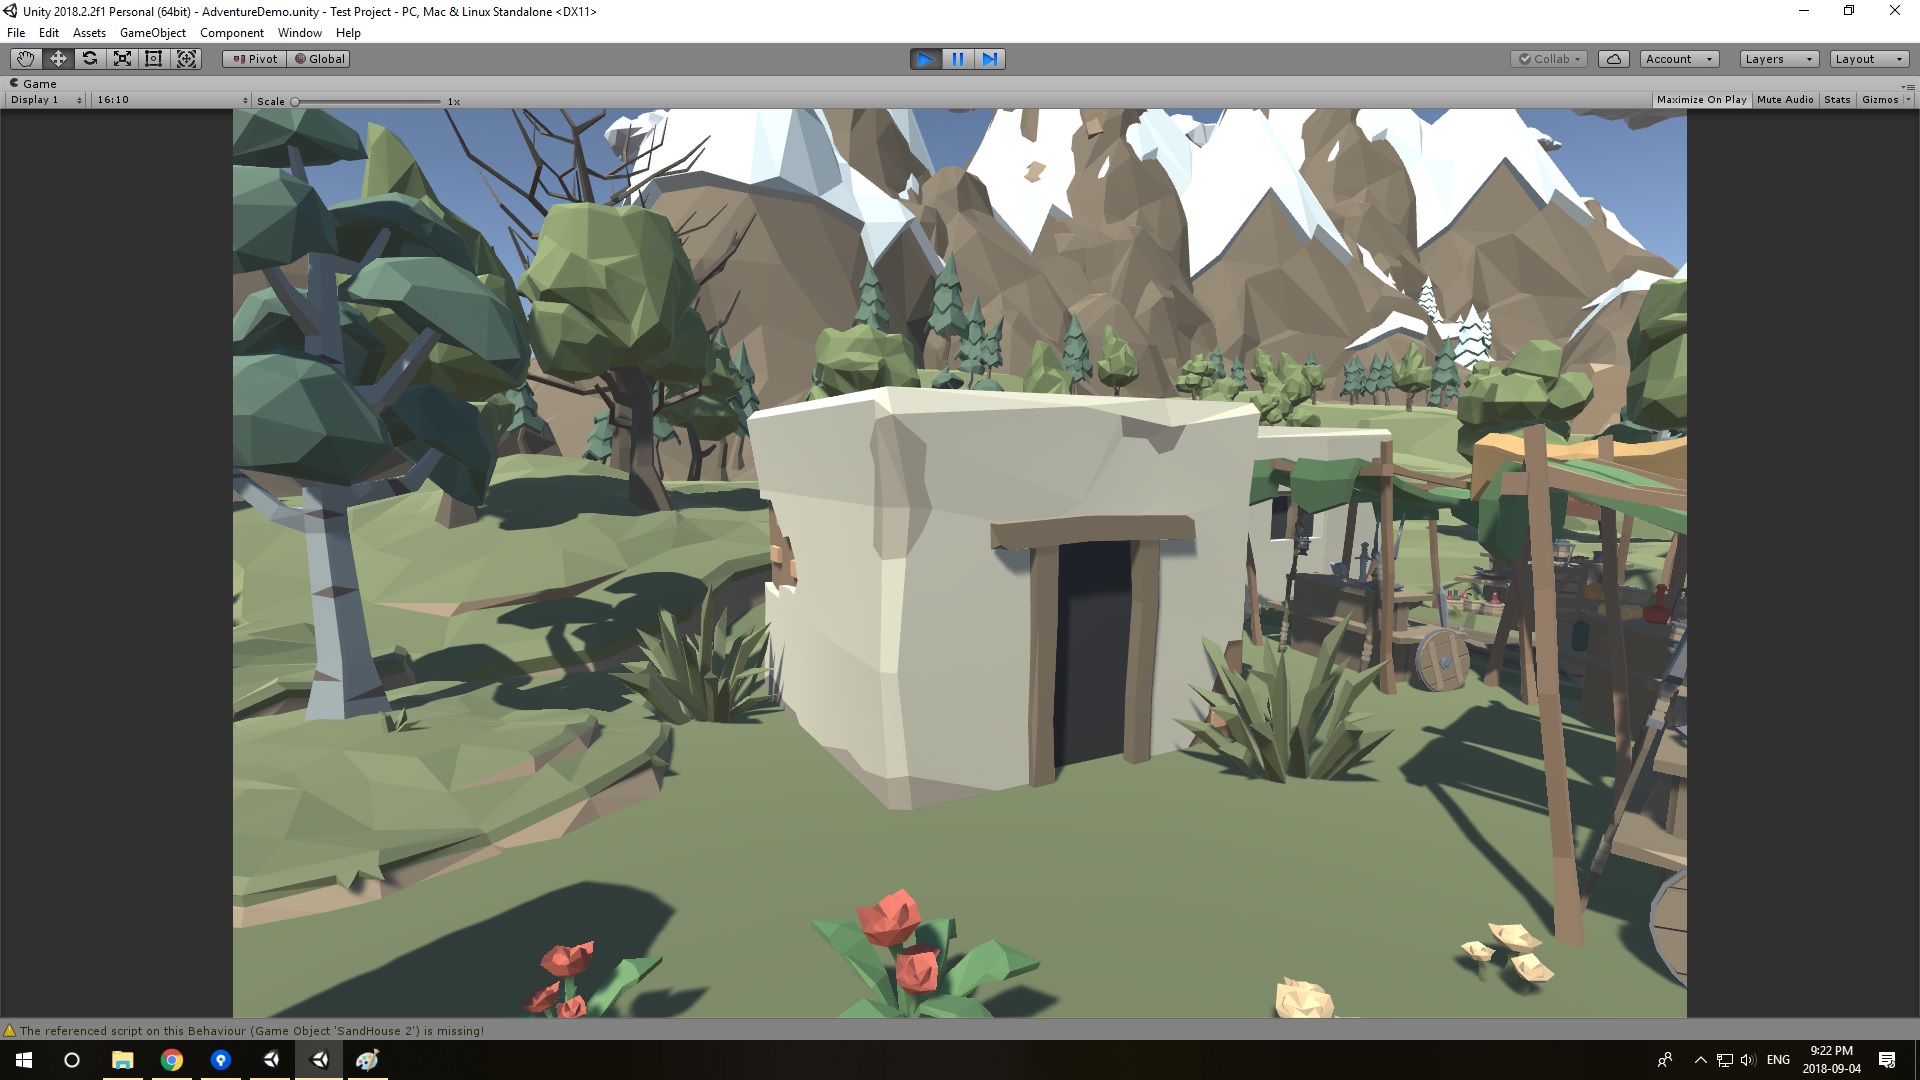 Unity 2018.2.2f1 Personal (64bit) - AdventureDemo.unity - Test Project - PC, Mac & Linux Standalone <DX11>
File Edit Assets GameObject Component Window Help
Pivot Global Collab Account Layers Layout
Game
Display 1 16:10 Scale 1x Maximize On Play Mute Audio Stats Gizmos
The referenced script on this Behaviour (Game Object 'SandHouse 2') is missing!
ENG
9:22 PM
2018-09-04